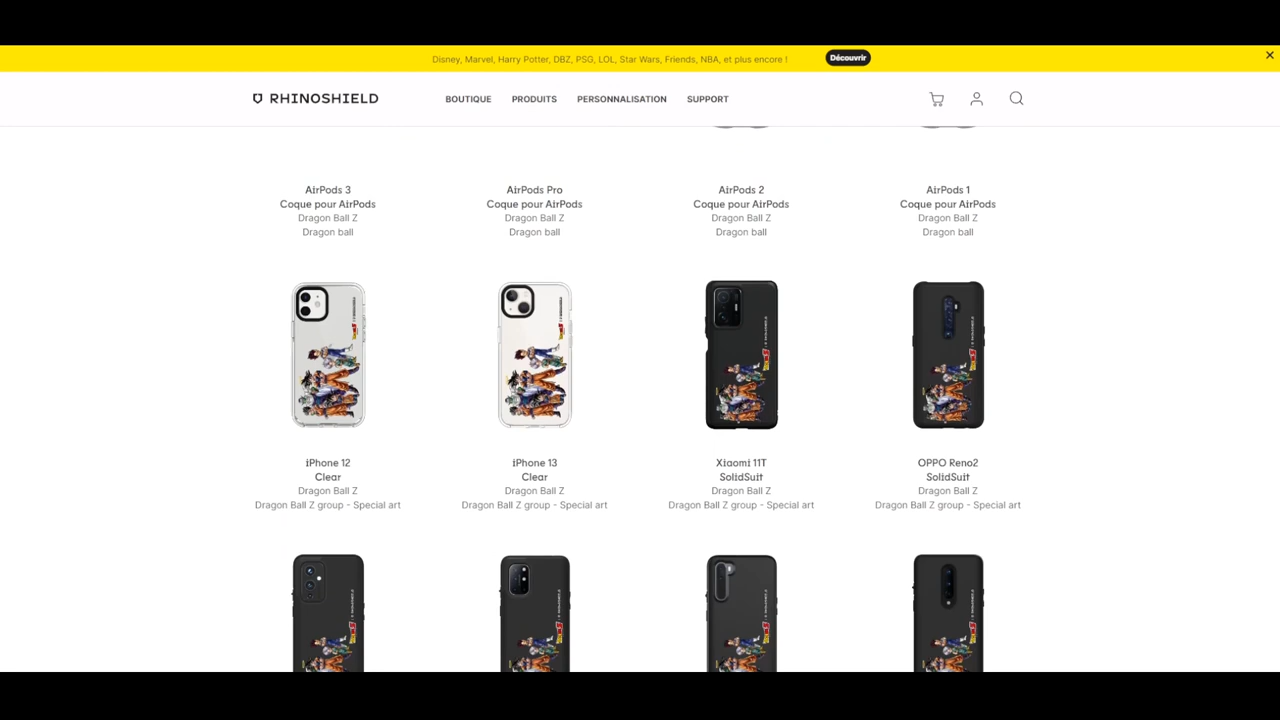 Disney, Marvel, Harry Potter, DBZ, PSG, LOL, Star Wars, Friends, NBA, et plus encore !
Découvrir
RHINOSHIELD
BOUTIQUE
PRODUITS
PERSONNALISATION
SUPPORT
AirPods 3
Coque pour AirPods
Dragon Ball Z
Dragon ball
AirPods Pro
Coque pour AirPods
Dragon Ball Z
Dragon ball
AirPods 2
Coque pour AirPods
Dragon Ball Z
Dragon ball
AirPods 1
Coque pour AirPods
Dragon Ball Z
Dragon ball
iPhone 12
Clear
Dragon Ball Z
Dragon Ball Z group - Special art
iPhone 13
Clear
Dragon Ball Z
Dragon Ball Z group - Special art
Xiaomi 11T
SolidSuit
Dragon Ball Z
Dragon Ball Z group - Special art
OPPO Reno2
SolidSuit
Dragon Ball Z
Dragon Ball Z group - Special art